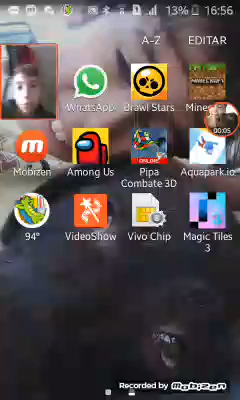 13% 16:56
A-Z EDITAR
WhatsApp Brawl Stars Mine
00:05
ONLINE
Mobizen Among Us Pipa Combate 3D Aquapark.io
94° VideoShow Vivo Chip Magic Tiles 3
Recorded by mobizen